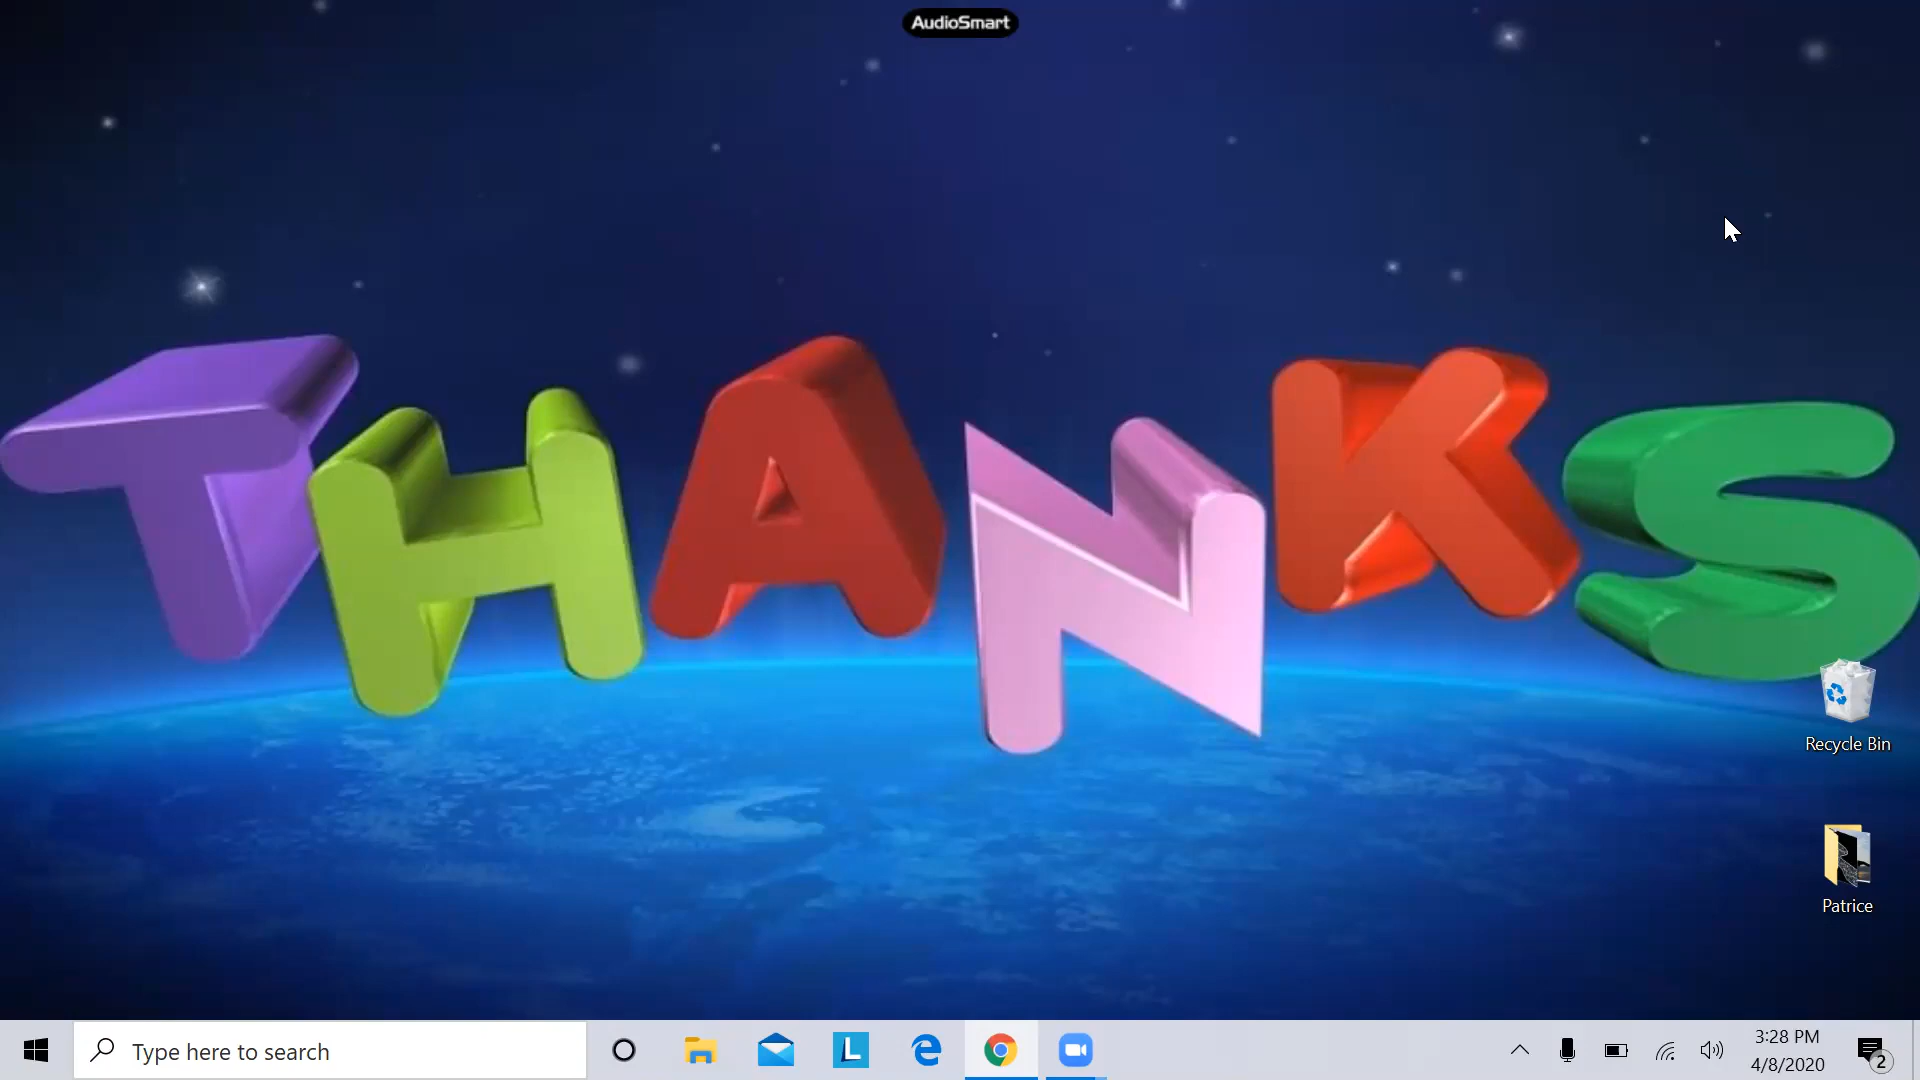 AudioSmart
THANKS
Recycle Bin
Patrice
Type here to search
L
3:28 PM
4/8/2020
2